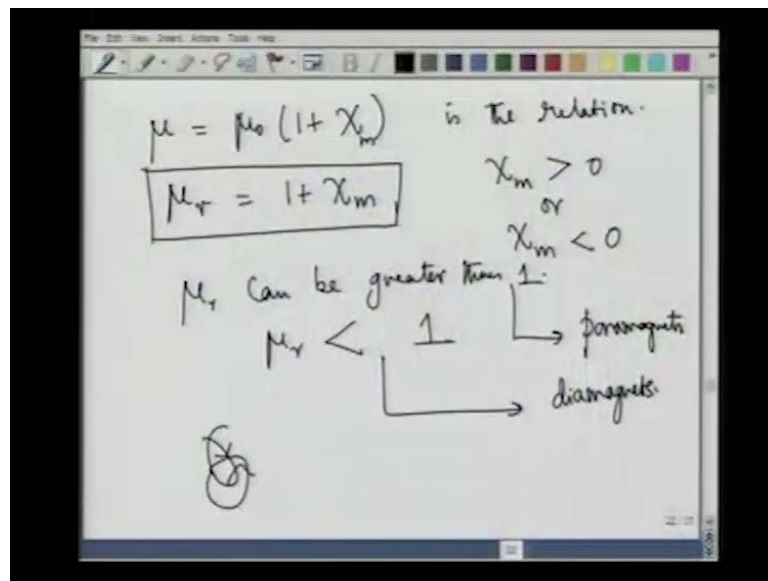 File Edit View Insert Actions Tools Help
B I
μ = μ₀ (1 + χₘ) is the relation.
μᵣ = 1 + χₘ
χₘ > 0
or
χₘ < 0
μᵣ can be greater than 1.
μᵣ < 1
paramagnets
diamagnets.